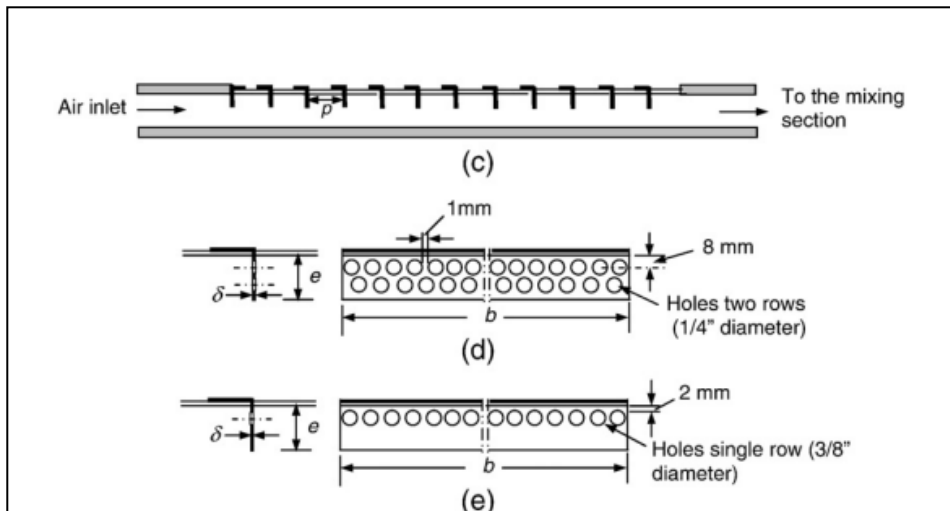 Air inlet
p
To the mixing
section
(c)
1mm
8 mm
e
δ
Holes two rows
(1/4” diameter)
b
(d)
2 mm
e
δ
Holes single row (3/8”
diameter)
b
(e)